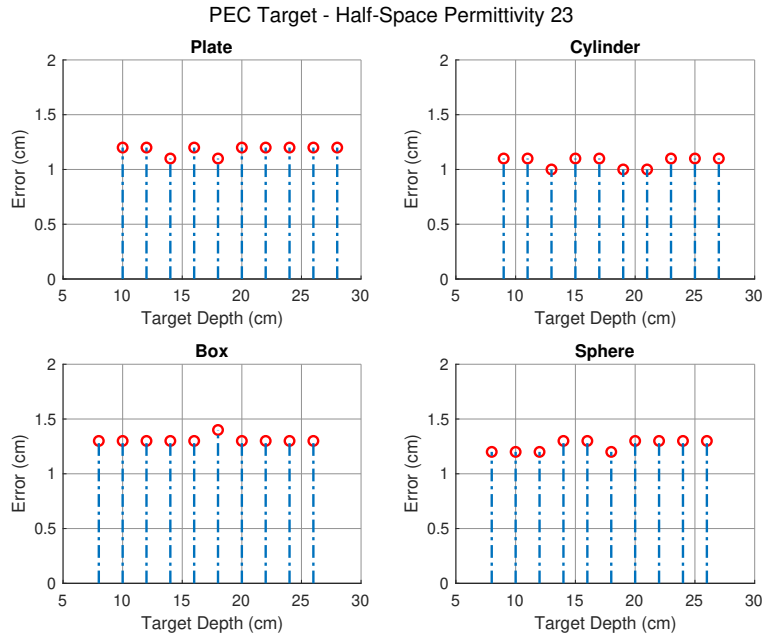 PEC Target - Half-Space Permittivity 23
Plate
2
1.5
1
0.5
0
Error (cm)
5 10 15 20 25 30
Target Depth (cm)
Cylinder
2
1.5
1
0.5
0
Error (cm)
5 10 15 20 25 30
Target Depth (cm)
Box
2
1.5
1
0.5
0
Error (cm)
5 10 15 20 25 30
Target Depth (cm)
Sphere
2
1.5
1
0.5
0
Error (cm)
5 10 15 20 25 30
Target Depth (cm)